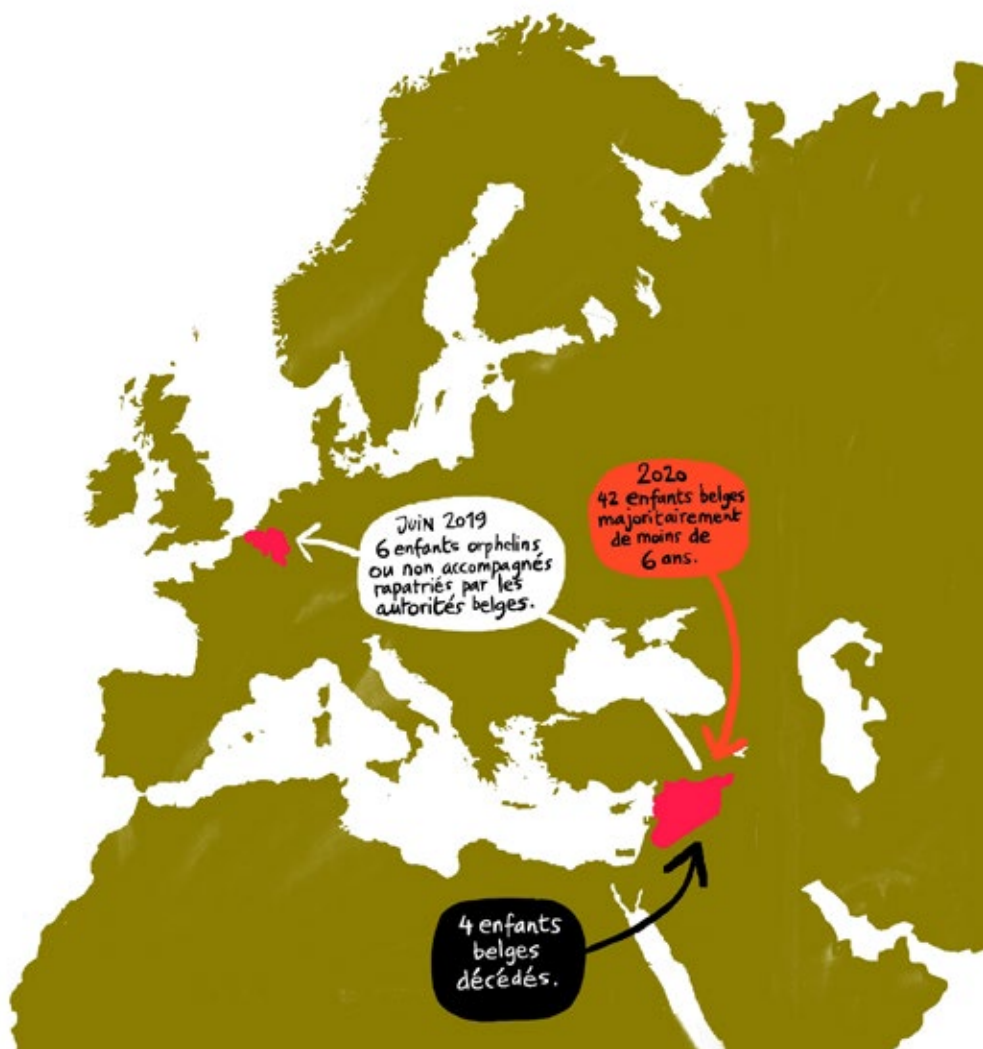 Juin 2019
6 enfants orphelins
ou non accompagnés
rapatriés par les
autorités belges.
2020
42 enfants belges
majoritairement
de moins de
6 ans.
4 enfants
belges
décédés.